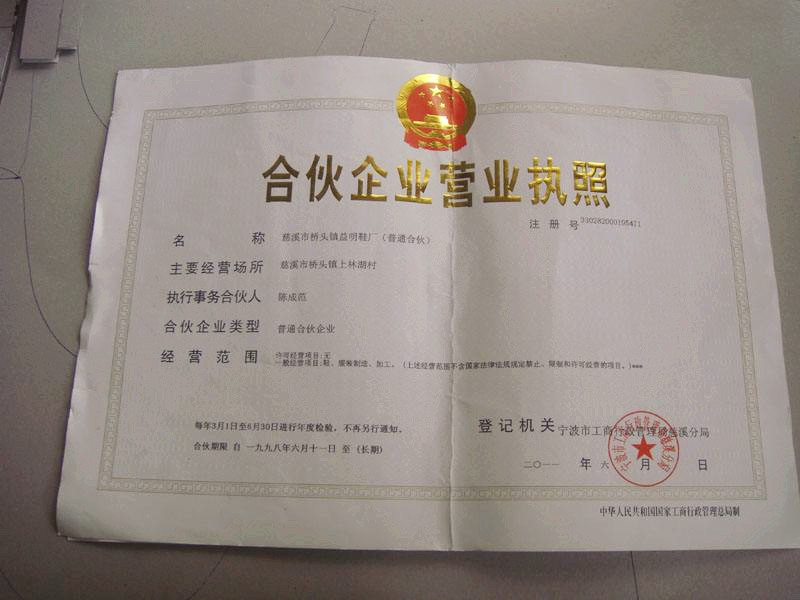 合伙企业营业执照
注册号 330282000105471
名称 慈溪市桥头镇益明鞋厂（普通合伙）
主要经营场所 慈溪市桥头镇上林湖村
执行事务合伙人 陈成范
合伙企业类型 普通合伙企业
经营范围 许可经营项目:无
一般经营项目:鞋、服装制造、加工。（上述经营范围不含国家法律法规规定禁止、限制和许可经营的项目。）***
每年3月1日至6月30日进行年度检验，不再另行通知。
合伙期限 自 一九九八年六月十一日 至（长期）
登记机关 宁波市工商行政管理局慈溪分局
二〇一一 年 六 月 日
中华人民共和国国家工商行政管理总局制